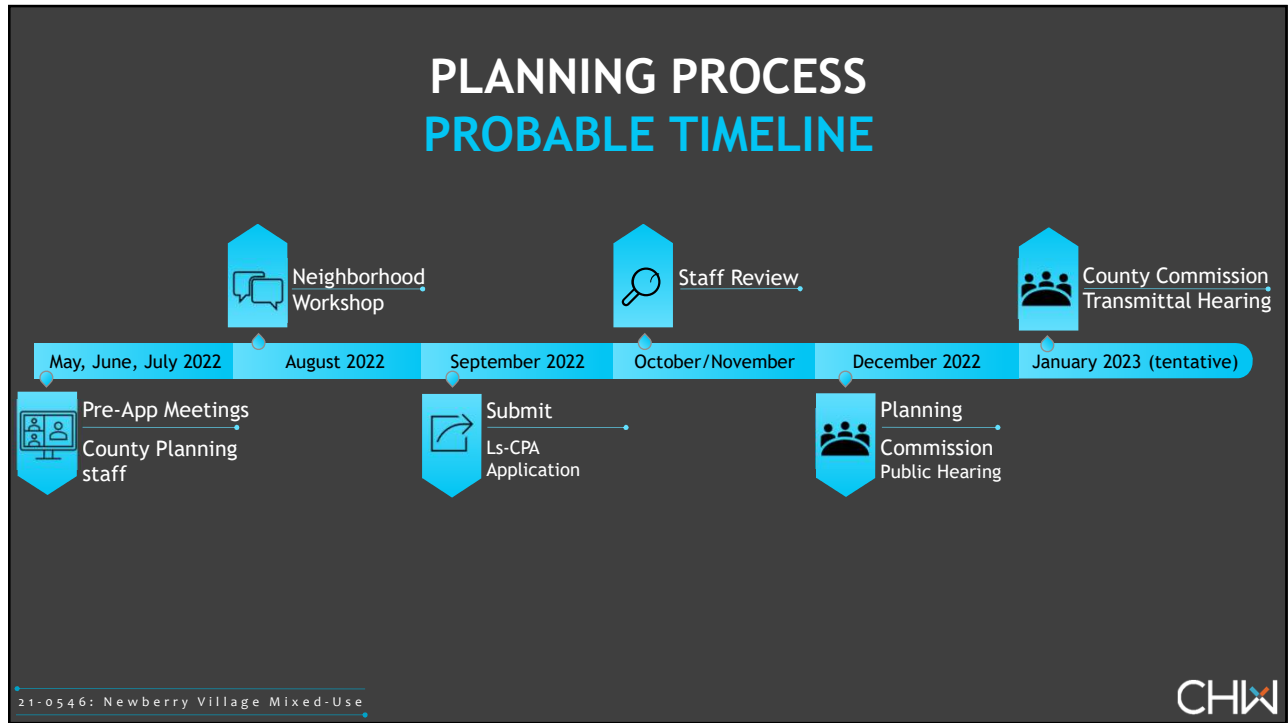 PLANNING PROCESS
PROBABLE TIMELINE
Neighborhood
Workshop
Staff Review
County Commission
Transmittal Hearing
May, June, July 2022
August 2022
September 2022
October/November
December 2022
January 2023 (tentative)
Pre-App Meetings
County Planning
staff
Submit
Ls-CPA
Application
Planning
Commission
Public Hearing
21-0546: Newberry Village Mixed-Use
CHW